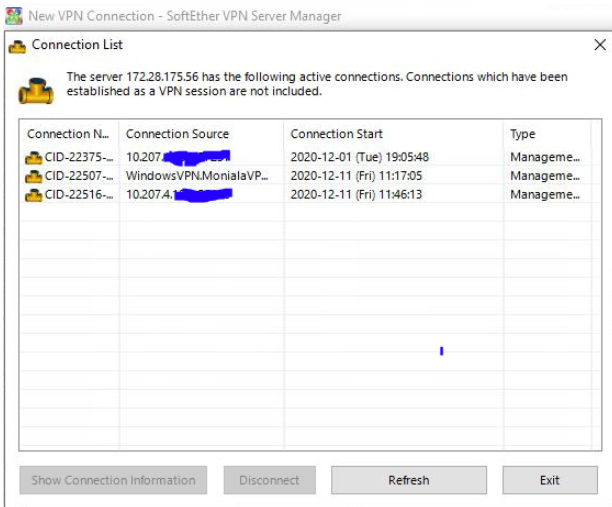 New VPN Connection - SoftEther VPN Server Manager
Connection List
The server 172.28.175.56 has the following active connections. Connections which have been
established as a VPN session are not included.
Connection N... Connection Source Connection Start Type
CID-22375-... 10.207. 2020-12-01 (Tue) 19:05:48 Manageme...
CID-22507-... WindowsVPN.MonialaVP... 2020-12-11 (Fri) 11:17:05 Manageme...
CID-22516-... 10.207.4.1 2020-12-11 (Fri) 11:46:13 Manageme...
Show Connection Information Disconnect Refresh Exit